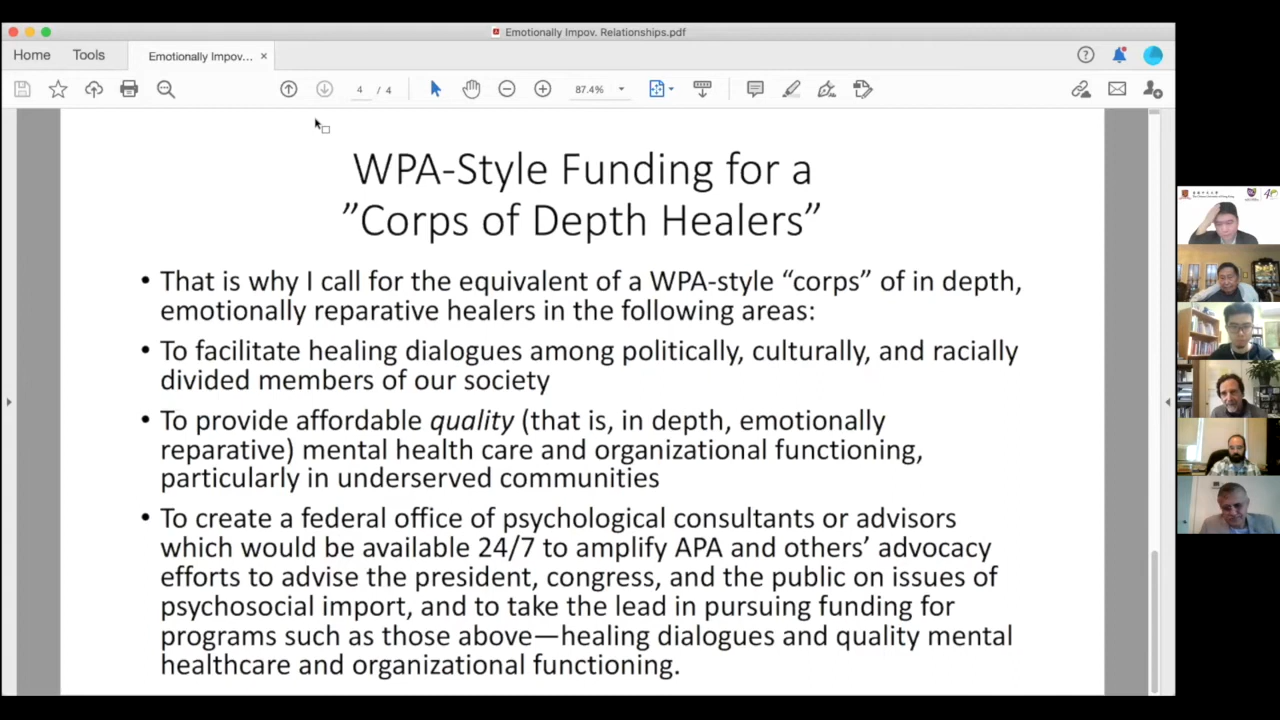 Emotionally Impov. Relationships.pdf
Home Tools Emotionally Impov... ×
4 / 4 87.4%
WPA-Style Funding for a
”Corps of Depth Healers”
• That is why I call for the equivalent of a WPA-style “corps” of in depth,
emotionally reparative healers in the following areas:
• To facilitate healing dialogues among politically, culturally, and racially
divided members of our society
• To provide affordable quality (that is, in depth, emotionally
reparative) mental health care and organizational functioning,
particularly in underserved communities
• To create a federal office of psychological consultants or advisors
which would be available 24/7 to amplify APA and others’ advocacy
efforts to advise the president, congress, and the public on issues of
psychosocial import, and to take the lead in pursuing funding for
programs such as those above—healing dialogues and quality mental
healthcare and organizational functioning.